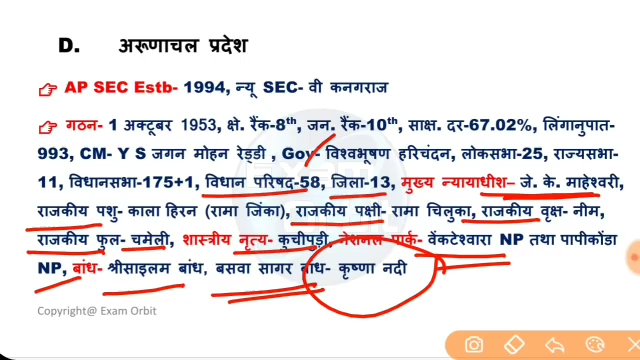 D. अरूणाचल प्रदेश
AP SEC Estb- 1994, न्यू SEC- वी कनगराज
गठन- 1 अक्टूबर 1953, क्षे. रैंक-8th, जन. रैंक-10th, साक्ष. दर-67.02%, लिंगानुपात-
993, CM- Y S जगन मोहन रेड्डी, Gov- विश्वभूषण हरिचंदन, लोकसभा-25, राज्यसभा-
11, विधानसभा-175+1, विधान परिषद-58, जिला-13, मुख्य न्यायाधीश- जे. के. माहेश्वरी,
राजकीय पशु- काला हिरन (रामा जिंका), राजकीय पक्षी- रामा चिलुका, राजकीय वृक्ष- नीम,
राजकीय फुल- चमेली, शास्त्रीय नृत्य- कुचीपुड़ी, नेशनल पार्क- वेंकटेश्वारा NP तथा पापीकोंडा
NP, बांध- श्रीसाइलम बांध, बसवा सागर बांध- कृष्णा नदी
Copyright@ Exam Orbit